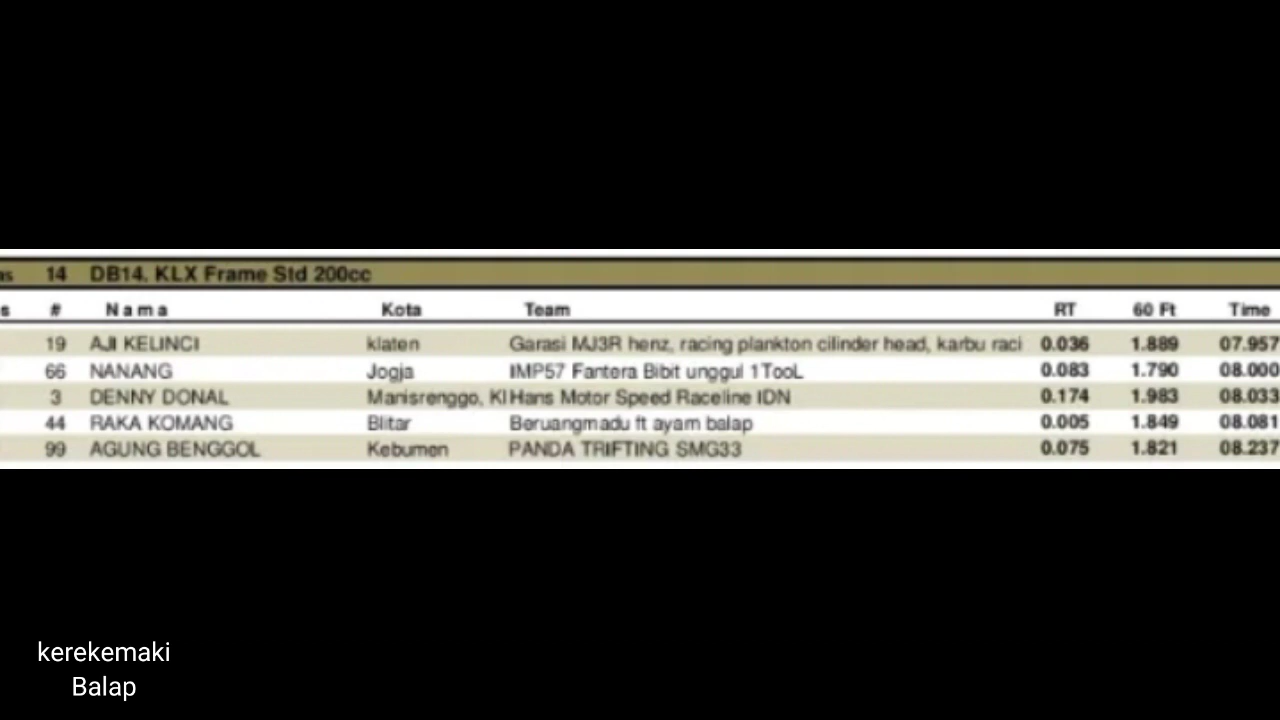 as 14 DB14. KLX Frame Std 200cc
s # Nama Kota Team RT 60 Ft Time
19 AJI KELINCI klaten Garasi MJ3R henz, racing plankton cilinder head, karbu raci 0.036 1.889 07.957
66 NANANG Jogja IMP57 Fantera Bibit unggul 1TooL 0.083 1.790 08.000
3 DENNY DONAL Manisrenggo, Kl Hans Motor Speed Raceline IDN 0.174 1.983 08.033
44 RAKA KOMANG Blitar Beruangmadu ft ayam balap 0.005 1.849 08.081
99 AGUNG BENGGOL Kebumen PANDA TRIFTING SMG33 0.075 1.821 08.237
kerekemaki
Balap